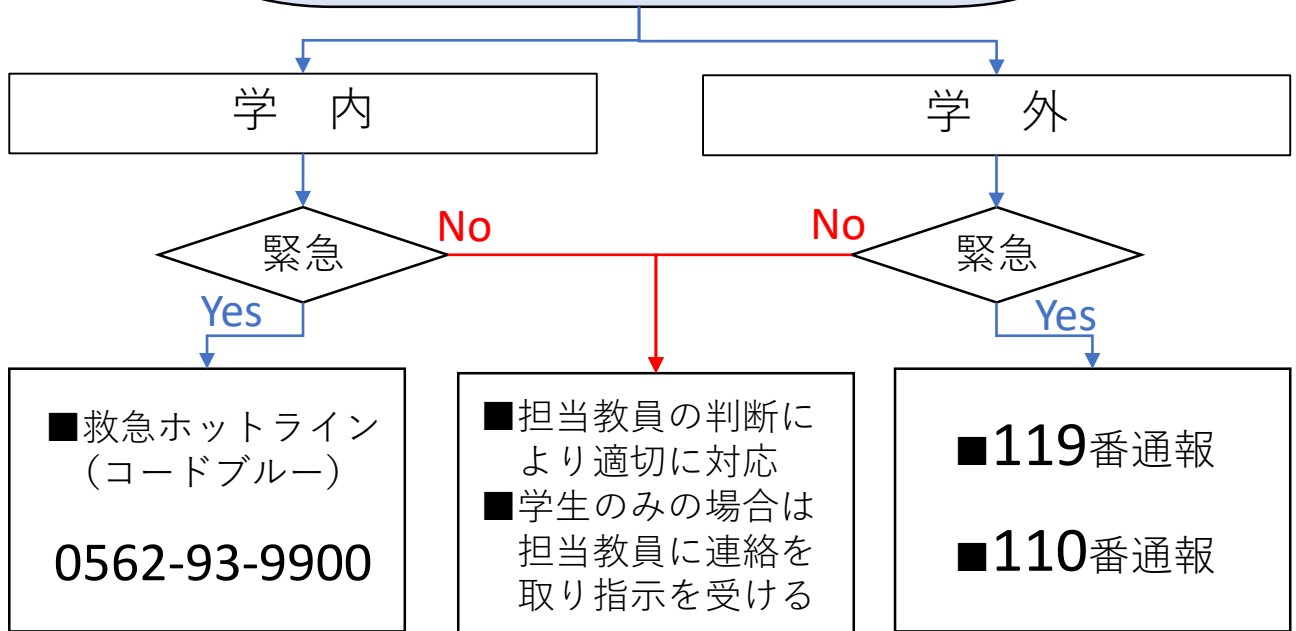 学　内
学　外
緊急
No
No
緊急
Yes
Yes
■救急ホットライン
（コードブルー）
0562-93-9900
■担当教員の判断に
より適切に対応
■学生のみの場合は
担当教員に連絡を
取り指示を受ける
■119番通報
■110番通報